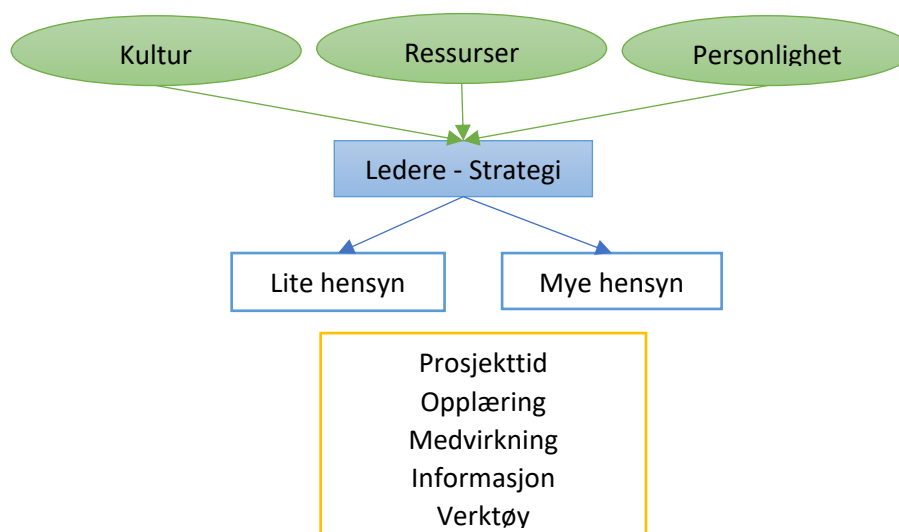 Kultur
Ressurser
Personlighet
Ledere - Strategi
Lite hensyn
Mye hensyn
Prosjekttid
Opplæring
Medvirkning
Informasjon
Verktøy